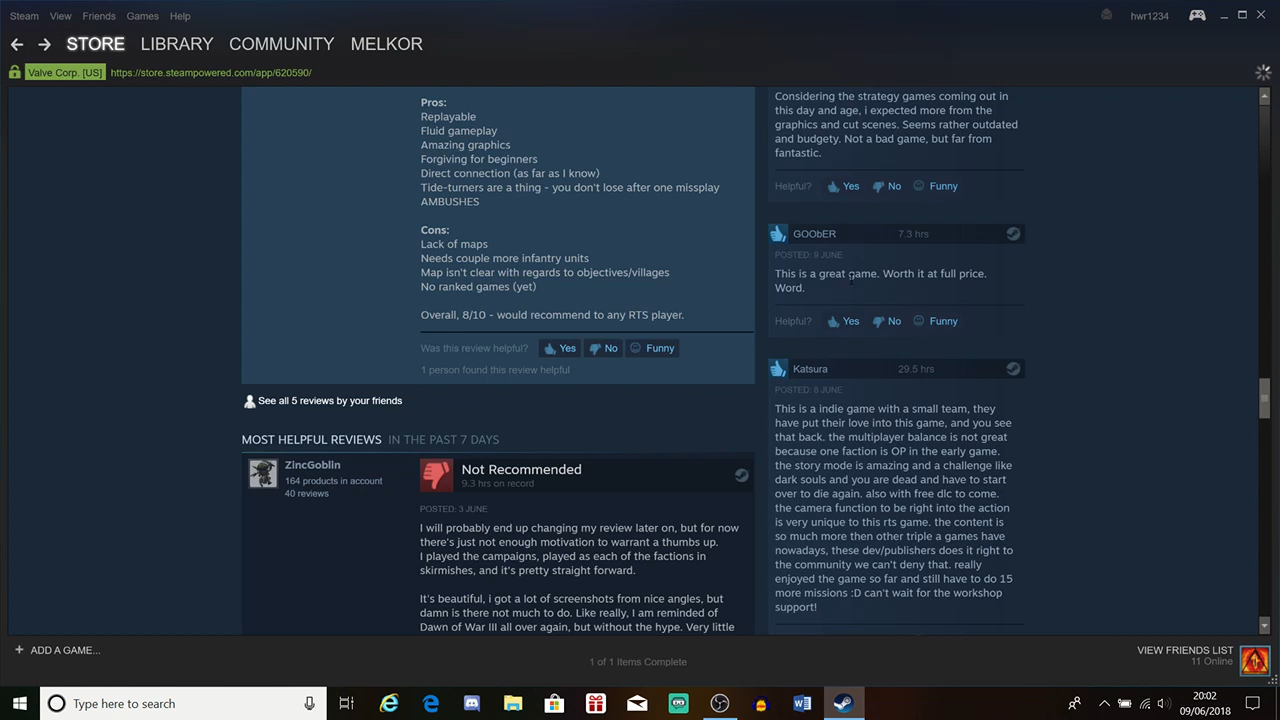 Steam View Friends Games Help
hwr1234
STORE LIBRARY COMMUNITY MELKOR
Valve Corp. [US] https://store.steampowered.com/app/620590/
Pros:
Replayable
Fluid gameplay
Amazing graphics
Forgiving for beginners
Direct connection (as far as I know)
Tide-turners are a thing - you don't lose after one missplay
AMBUSHES
Cons:
Lack of maps
Needs couple more infantry units
Map isn't clear with regards to objectives/villages
No ranked games (yet)
Overall, 8/10 - would recommend to any RTS player.
Was this review helpful? Yes No Funny
1 person found this review helpful
See all 5 reviews by your friends
MOST HELPFUL REVIEWS IN THE PAST 7 DAYS
ZincGoblin
164 products in account
40 reviews
Not Recommended
9.3 hrs on record
POSTED: 3 JUNE
I will probably end up changing my review later on, but for now
there's just not enough motivation to warrant a thumbs up.
I played the campaigns, played as each of the factions in
skirmishes, and it's pretty straight forward.
It's beautiful, i got a lot of screenshots from nice angles, but
damn is there not much to do. Like really, I am reminded of
Dawn of War III all over again, but without the hype. Very little
Considering the strategy games coming out in
this day and age, i expected more from the
graphics and cut scenes. Seems rather outdated
and budgety. Not a bad game, but far from
fantastic.
Helpful? Yes No Funny
GOObER 7.3 hrs
POSTED: 9 JUNE
This is a great game. Worth it at full price.
Word.
Helpful? Yes No Funny
Katsura 29.5 hrs
POSTED: 8 JUNE
This is a indie game with a small team, they
have put their love into this game, and you see
that back. the multiplayer balance is not great
because one faction is OP in the early game.
the story mode is amazing and a challenge like
dark souls and you are dead and have to start
over to die again. also with free dlc to come.
the camera function to be right into the action
is very unique to this rts game. the content is
so much more then other triple a games have
nowadays, these dev/publishers does it right to
the community we can't deny that. really
enjoyed the game so far and still have to do 15
more missions :D can't wait for the workshop
support!
+ ADD A GAME...
1 of 1 Items Complete
VIEW FRIENDS LIST
11 Online
Type here to search
20:02
09/06/2018